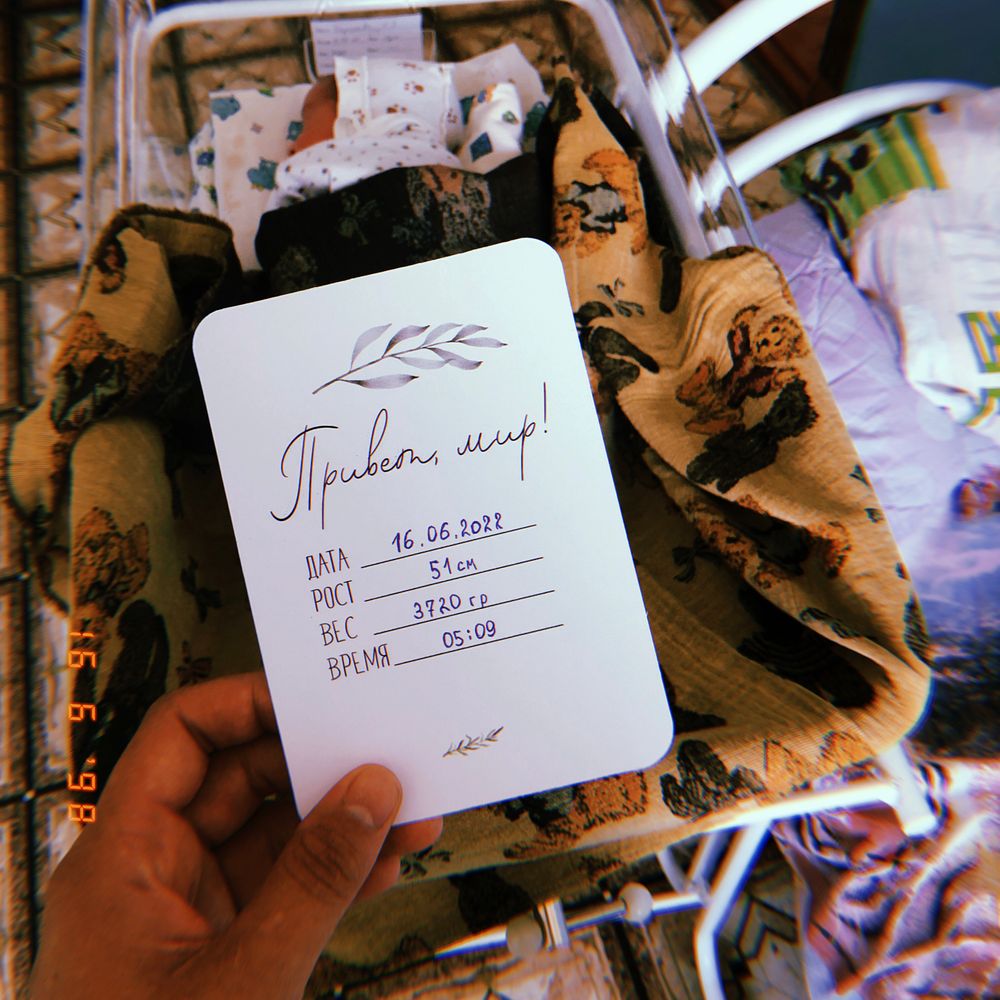 Привет, мир!
ДАТА 16.06.2022
РОСТ 51 см
ВЕС 3720 гр
ВРЕМЯ 05:09
16 6 '98